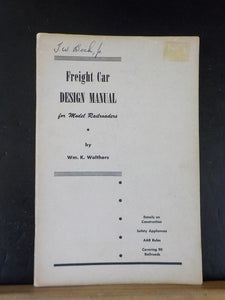 Freight Car
DESIGN MANUAL
for Model Railroaders
by
Wm. K. Walthers
Details on
Construction
Safety Appliances
AAR Rules
Covering 50
Railroads